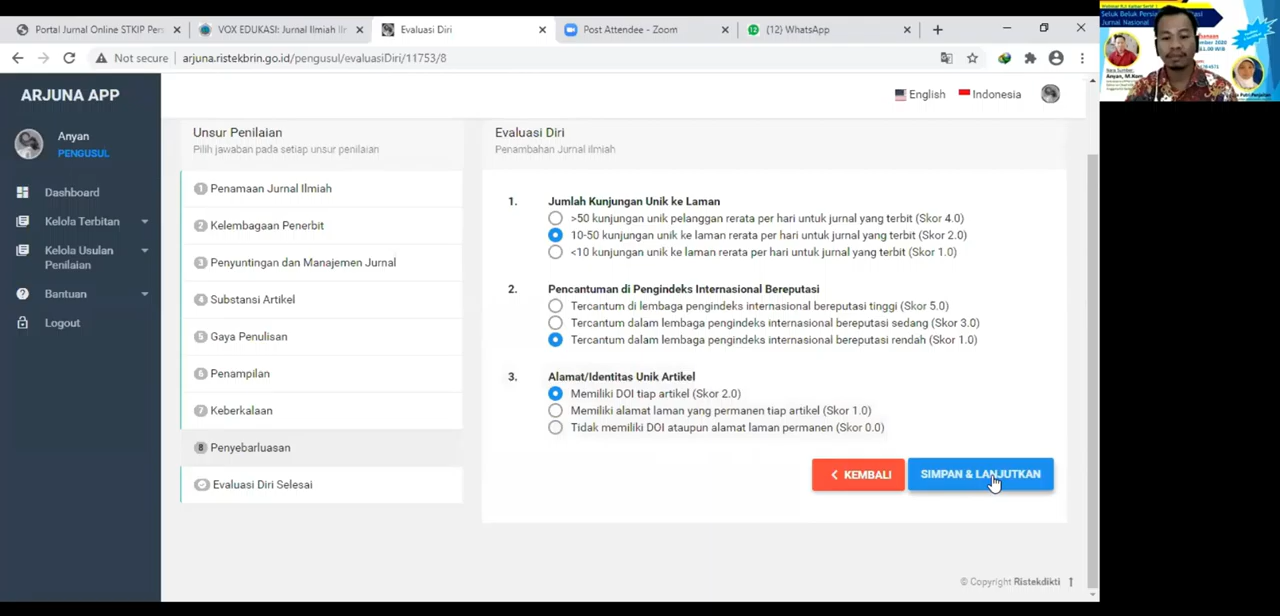 Portal Jurnal Online STKIP Pers
VOX EDUKASI: Jurnal Ilmiah Iln
Evaluasi Diri
Post Attendee - Zoom
(12) WhatsApp
Not secure
arjuna.ristekbrin.go.id/pengusul/evaluasiDiri/11753/8
ARJUNA APP
Anyan
PENGUSUL
Dashboard
Kelola Terbitan
Kelola Usulan
Penilaian
Bantuan
Logout
English
Indonesia
Unsur Penilaian
Pilih jawaban pada setiap unsur penilaian
1 Penamaan Jurnal Ilmiah
2 Kelembagaan Penerbit
3 Penyuntingan dan Manajemen Jurnal
4 Substansi Artikel
5 Gaya Penulisan
6 Penampilan
7 Keberkalaan
8 Penyebarluasan
Evaluasi Diri Selesai
Evaluasi Diri
Penambahan Jurnal ilmiah
1. Jumlah Kunjungan Unik ke Laman
>50 kunjungan unik pelanggan rerata per hari untuk jurnal yang terbit (Skor 4.0)
10-50 kunjungan unik ke laman rerata per hari untuk jurnal yang terbit (Skor 2.0)
<10 kunjungan unik ke laman rerata per hari untuk jurnal yang terbit (Skor 1.0)
2. Pencantuman di Pengindeks Internasional Bereputasi
Tercantum di lembaga pengindeks internasional bereputasi tinggi (Skor 5.0)
Tercantum dalam lembaga pengindeks internasional bereputasi sedang (Skor 3.0)
Tercantum dalam lembaga pengindeks internasional bereputasi rendah (Skor 1.0)
3. Alamat/Identitas Unik Artikel
Memiliki DOI tiap artikel (Skor 2.0)
Memiliki alamat laman yang permanen tiap artikel (Skor 1.0)
Tidak memiliki DOI ataupun alamat laman permanen (Skor 0.0)
KEMBALI
SIMPAN & LANJUTKAN
© Copyright Ristekdikti
Seluk Beluk Persia
Jurnal Nasional